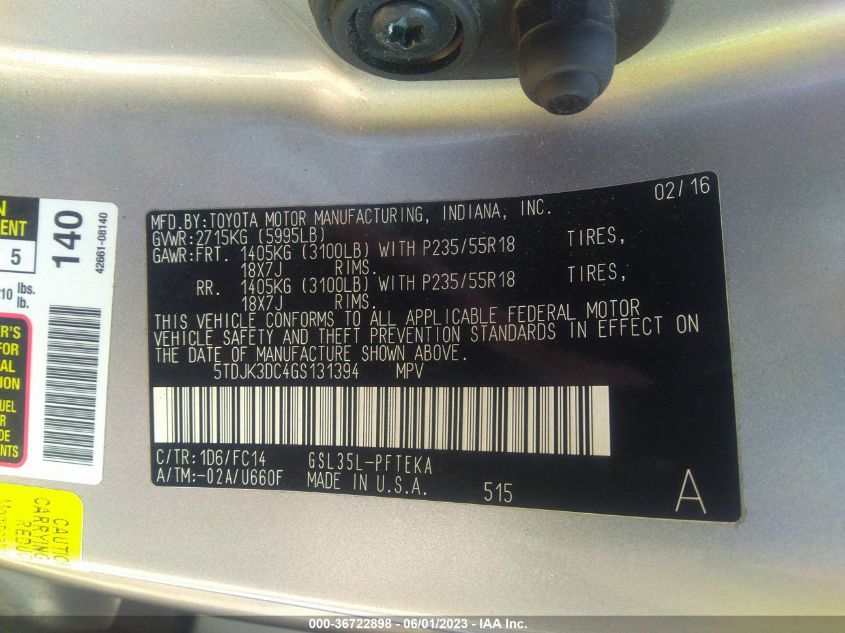 02/16
MFD.BY:TOYOTA MOTOR MANUFACTURING, INDIANA, INC.
GVWR:2715KG (5995LB)
GAWR:FRT. 1405KG (3100LB) WITH P235/55R18 TIRES,
18X7J RIMS.
RR. 1405KG (3100LB) WITH P235/55R18 TIRES,
18X7J RIMS.
THIS VEHICLE CONFORMS TO ALL APPLICABLE FEDERAL MOTOR
VEHICLE SAFETY AND THEFT PREVENTION STANDARDS IN EFFECT ON
THE DATE OF MANUFACTURE SHOWN ABOVE.
5TDJK3DC4GS131394 MPV
C/TR:1D6/FC14 GSL35L-PFTEKA
A/TM:-02A/U660F MADE IN U.S.A. 515 A
140
42661-08140
5
210 lbs.
lb.
FOR
CAUTIO
CARRYING
REDU
000-36722898 - 06/01/2023 - IAA Inc.